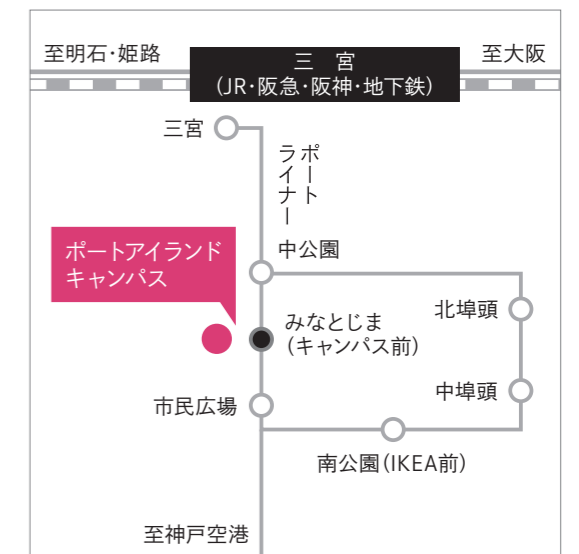 至明石・姫路
三 宮
(JR・阪急・阪神・地下鉄)
至大阪
三宮
ポートライナー
中公園
ポートアイランド
キャンパス
みなとじま
(キャンパス前)
北埠頭
中埠頭
市民広場
南公園(IKEA前)
至神戸空港